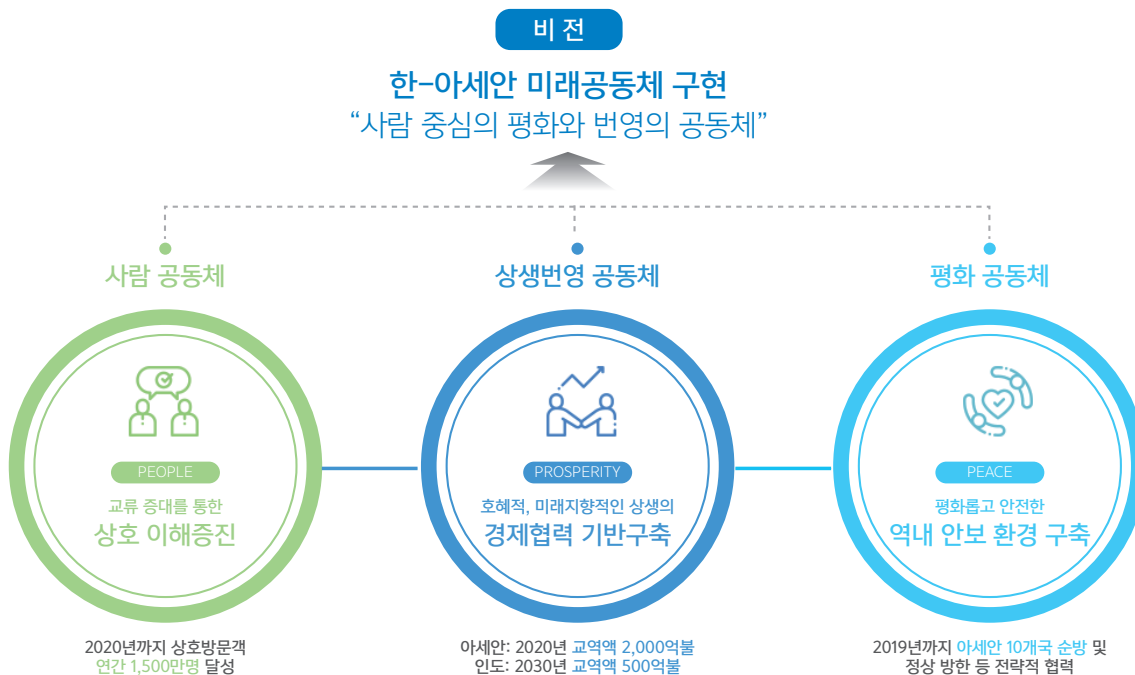 비 전
한-아세안 미래공동체 구현
“사람 중심의 평화와 번영의 공동체”
사람 공동체
상생번영 공동체
평화 공동체
PEOPLE
교류 증대를 통한
상호 이해증진
PROSPERITY
호혜적, 미래지향적인 상생의
경제협력 기반구축
PEACE
평화롭고 안전한
역내 안보 환경 구축
2020년까지 상호방문객
연간 1,500만명 달성
아세안: 2020년 교역액 2,000억불
인도: 2030년 교역액 500억불
2019년까지 아세안 10개국 순방 및
정상 방한 등 전략적 협력